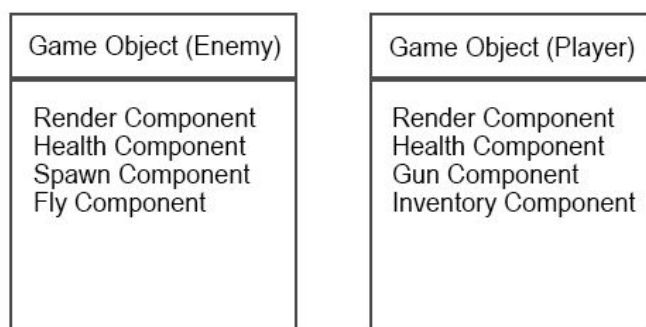 Game Object (Enemy)
Render Component
Health Component
Spawn Component
Fly Component
Game Object (Player)
Render Component
Health Component
Gun Component
Inventory Component